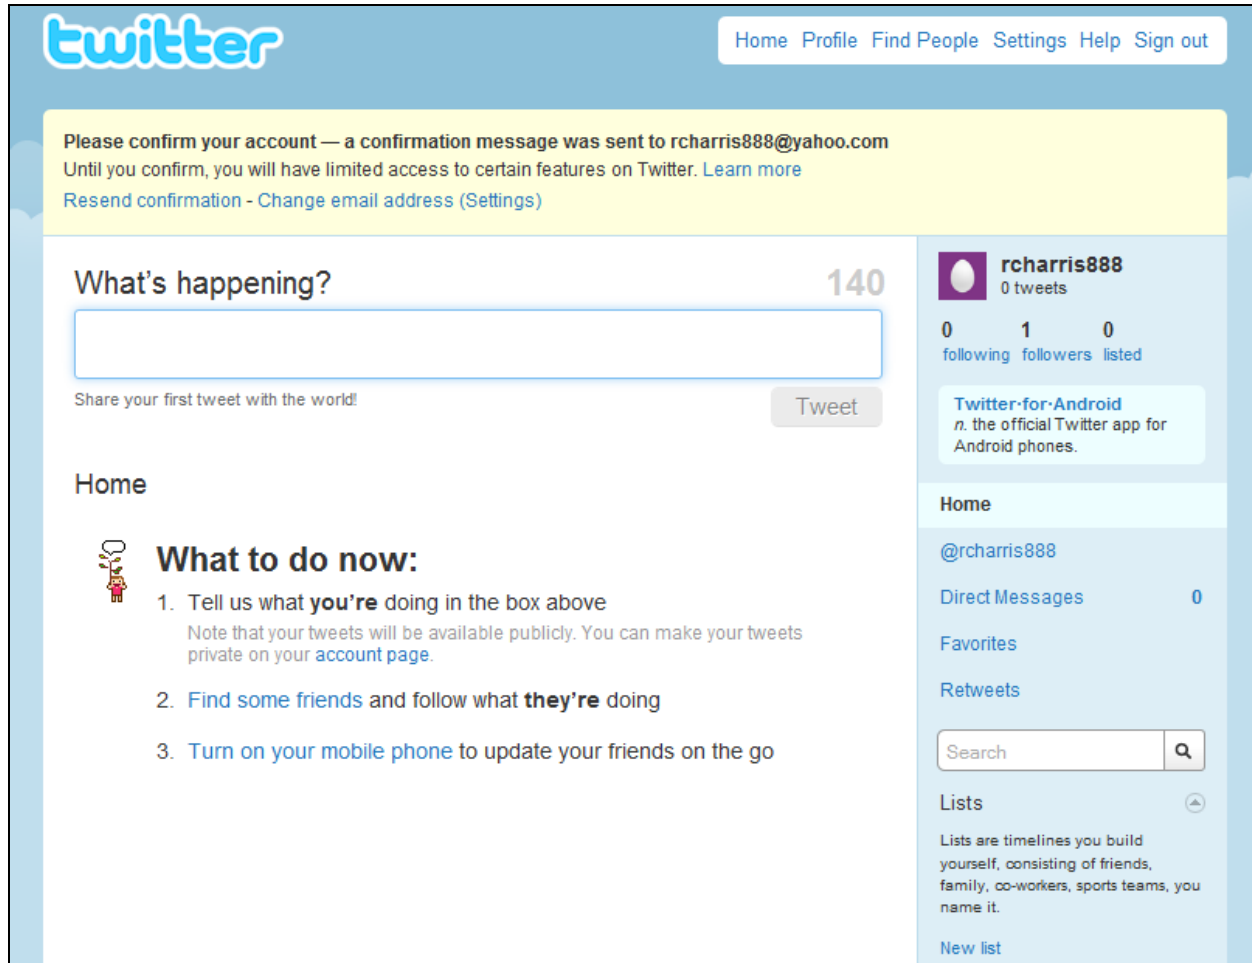 twitter
Home Profile Find People Settings Help Sign out
Please confirm your account — a confirmation message was sent to rcharris888@yahoo.com
Until you confirm, you will have limited access to certain features on Twitter. Learn more
Resend confirmation - Change email address (Settings)
What's happening?
140
Share your first tweet with the world!
Tweet
Home
What to do now:
1. Tell us what you're doing in the box above
Note that your tweets will be available publicly. You can make your tweets
private on your account page.
2. Find some friends and follow what they're doing
3. Turn on your mobile phone to update your friends on the go
rcharris888
0 tweets
0 1 0
following followers listed
Twitter·for·Android
n. the official Twitter app for
Android phones.
Home
@rcharris888
Direct Messages 0
Favorites
Retweets
Search
Lists
Lists are timelines you build
yourself, consisting of friends,
family, co-workers, sports teams, you
name it.
New list